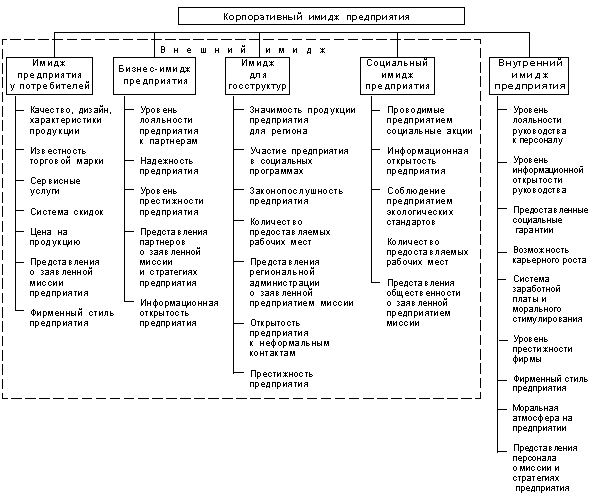 Корпоративный имидж предприятия
Внешний имидж
Имидж
предприятия
у потребителей
Качество, дизайн,
характеристики
продукции
Известность
торговой марки
Сервисные
услуги
Система скидок
Цена на
продукцию
Представления
о заявленной
миссии
предприятия
Фирменный стиль
предприятия
Бизнес-имидж
предприятия
Уровень
лояльности
предприятия
к партнерам
Надежность
предприятия
Уровень
престижности
предприятия
Представления
партнеров
о заявленной
миссии
и стратегиях
предприятия
Информационная
открытость
предприятия
Имидж
для
госструктур
Значимость продукции
предприятия
для региона
Участие предприятия
в социальных
программах
Законопослушность
предприятия
Количество
предоставляемых
рабочих мест
Представления
региональной
администрации
о заявленной
предприятием миссии
Открытость
предприятия
к неформальным
контактам
Престижность
предприятия
Социальный
имидж
предприятия
Проводимые
предприятием
социальные акции
Информационная
открытость
предприятия
Соблюдение
предприятием
экологических
стандартов
Количество
предоставляемых
рабочих мест
Представления
общественности
о заявленной
предприятием
миссии
Внутренний
имидж
предприятия
Уровень
лояльности
руководства
к персоналу
Уровень
информационной
открытости
руководства
Предоставленные
социальные
гарантии
Возможность
карьерного роста
Система
заработной
платы и
морального
стимулирования
Уровень
престижности
фирмы
Фирменный стиль
предприятия
Моральная
атмосфера на
предприятии
Представления
персонала
о миссии и
стратегиях
предприятия